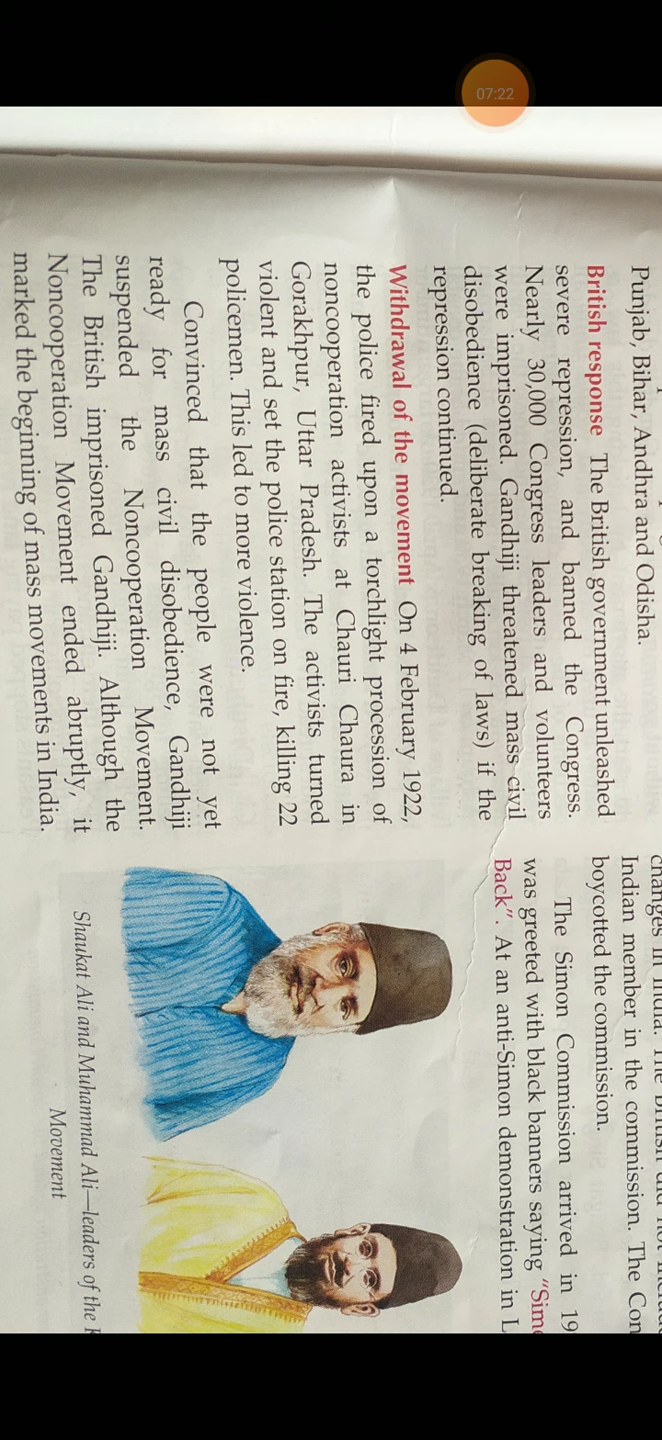 07:22
Punjab, Bihar, Andhra and Odisha.
British response The British government unleashed
severe repression, and banned the Congress.
Nearly 30,000 Congress leaders and volunteers
were imprisoned. Gandhiji threatened mass civil
disobedience (deliberate breaking of laws) if the
repression continued.
Withdrawal of the movement On 4 February 1922,
the police fired upon a torchlight procession of
noncooperation activists at Chauri Chaura in
Gorakhpur, Uttar Pradesh. The activists turned
violent and set the police station on fire, killing 22
policemen. This led to more violence.
Convinced that the people were not yet
ready for mass civil disobedience, Gandhiji
suspended the Noncooperation Movement.
The British imprisoned Gandhiji. Although the
Noncooperation Movement ended abruptly, it
marked the beginning of mass movements in India.
changes in India. The British did not
Indian member in the commission. The Con
boycotted the commission.
The Simon Commission arrived in 19
was greeted with black banners saying "Simo
Back". At an anti-Simon demonstration in L
Shaukat Ali and Muhammad Ali—leaders of the
Movement